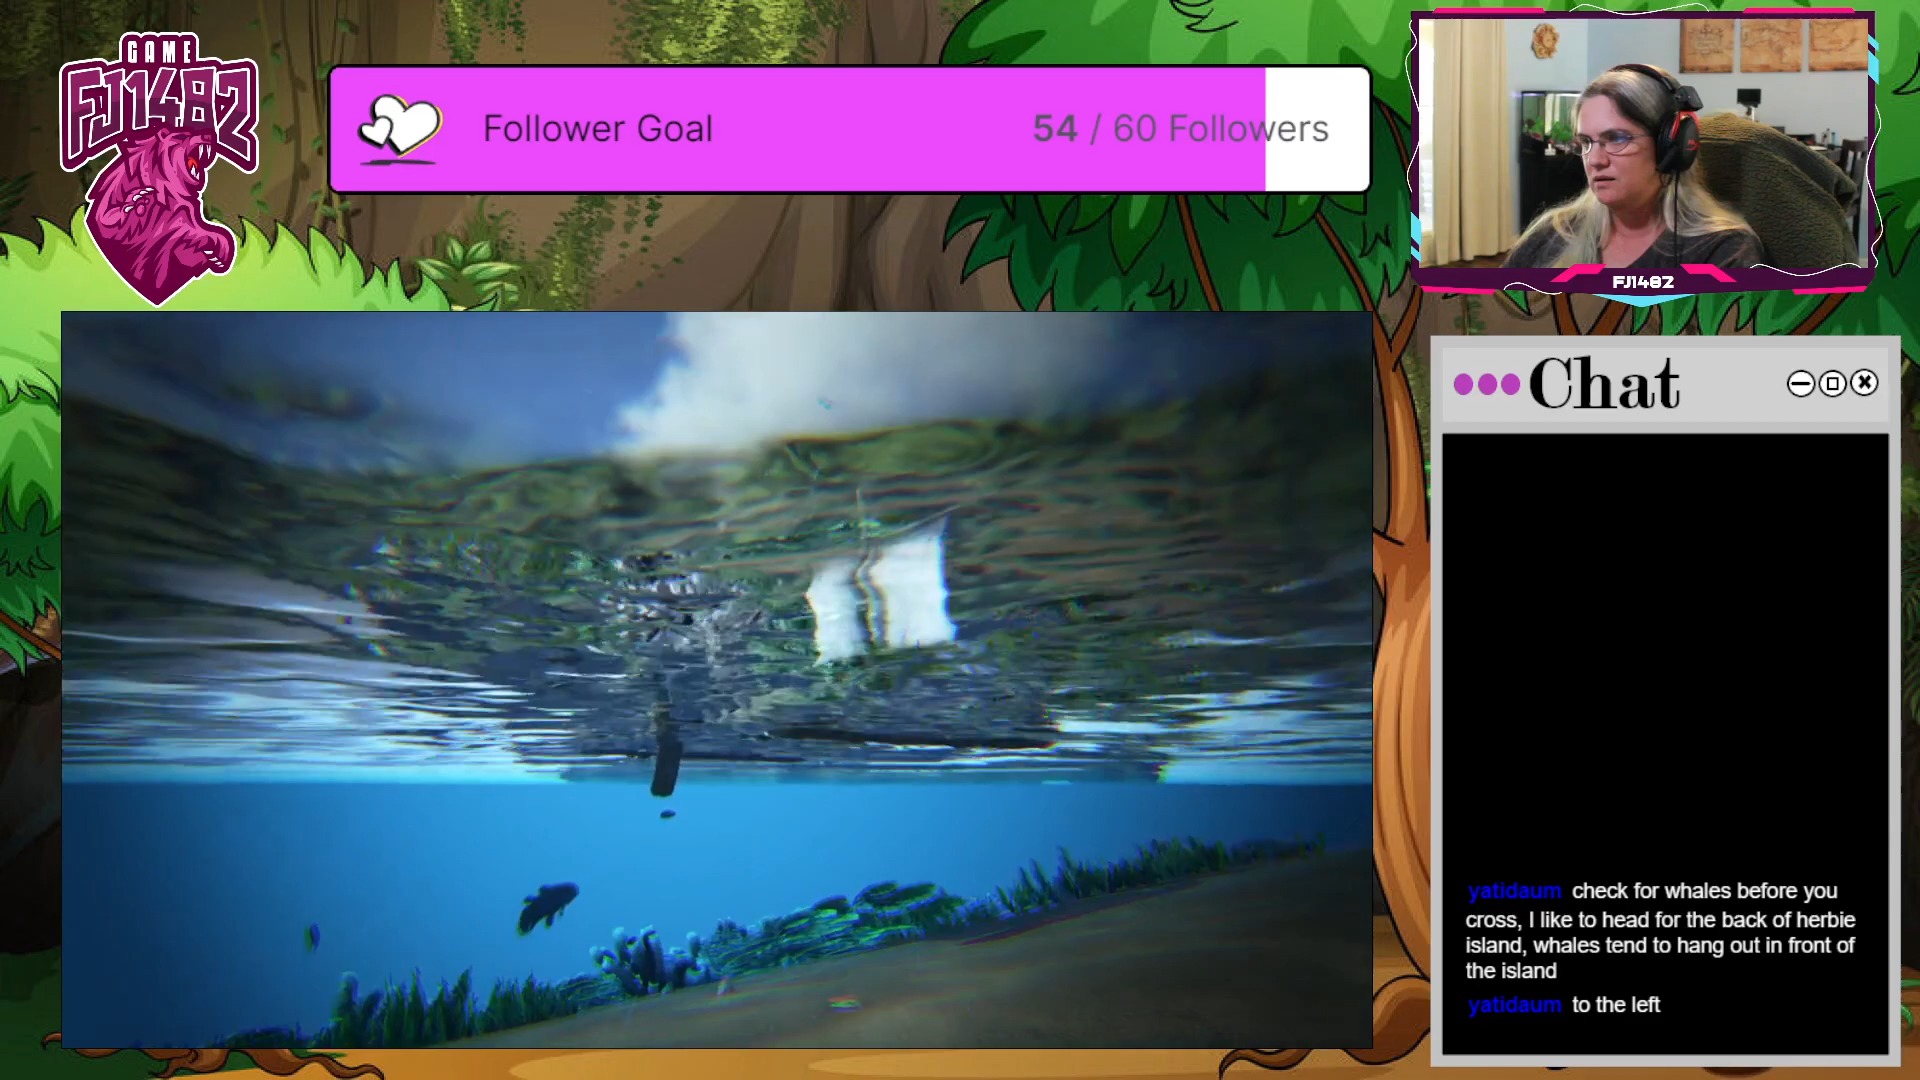 GAME
FJ1482
Follower Goal
54 / 60 Followers
FJ1482
Chat
yatidaum check for whales before you
cross, I like to head for the back of herbie
island, whales tend to hang out in front of
the island
yatidaum to the left